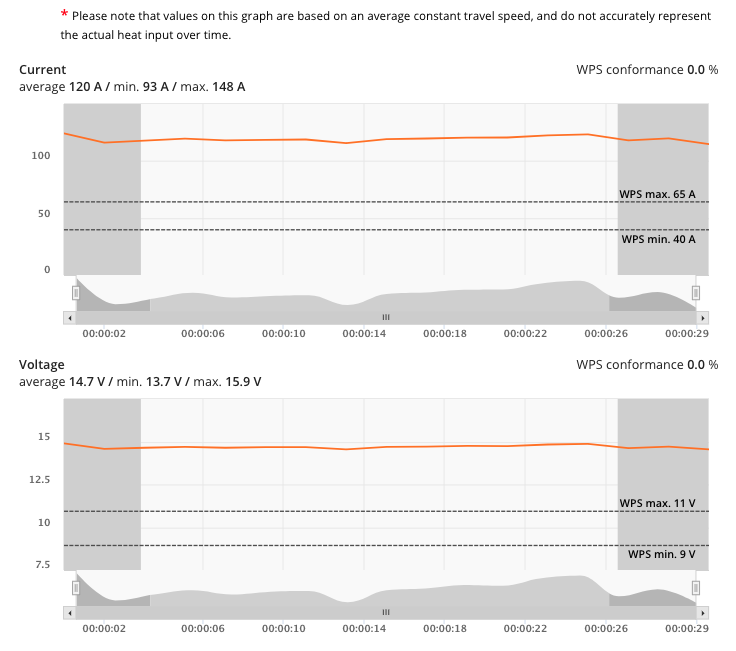 * Please note that values on this graph are based on an average constant travel speed, and do not accurately represent
the actual heat input over time.
Current
WPS conformance 0.0 %
average 120 A / min. 93 A / max. 148 A
100
WPS max. 65 A
50
WPS min. 40 A
0
00:00:02 00:00:06 00:00:10 00:00:14 00:00:18 00:00:22 00:00:26 00:00:29
Voltage
WPS conformance 0.0 %
average 14.7 V / min. 13.7 V / max. 15.9 V
15
12.5
WPS max. 11 V
10
WPS min. 9 V
7.5
00:00:02 00:00:06 00:00:10 00:00:14 00:00:18 00:00:22 00:00:26 00:00:29